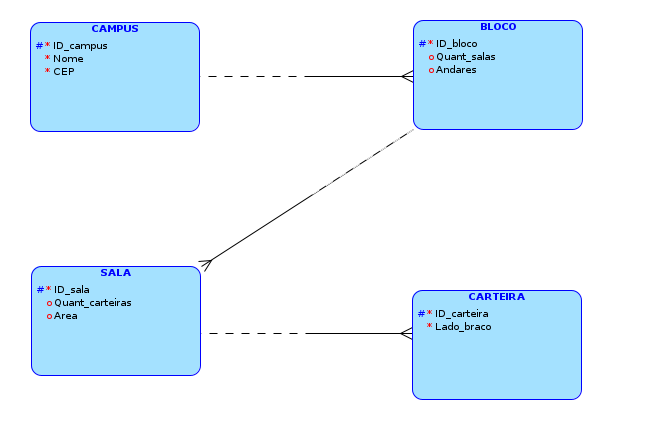 CAMPUS
#* ID_campus
* Nome
* CEP
BLOCO
#* ID_bloco
o Quant_salas
o Andares
SALA
#* ID_sala
o Quant_carteiras
o Area
CARTEIRA
#* ID_carteira
* Lado_braco